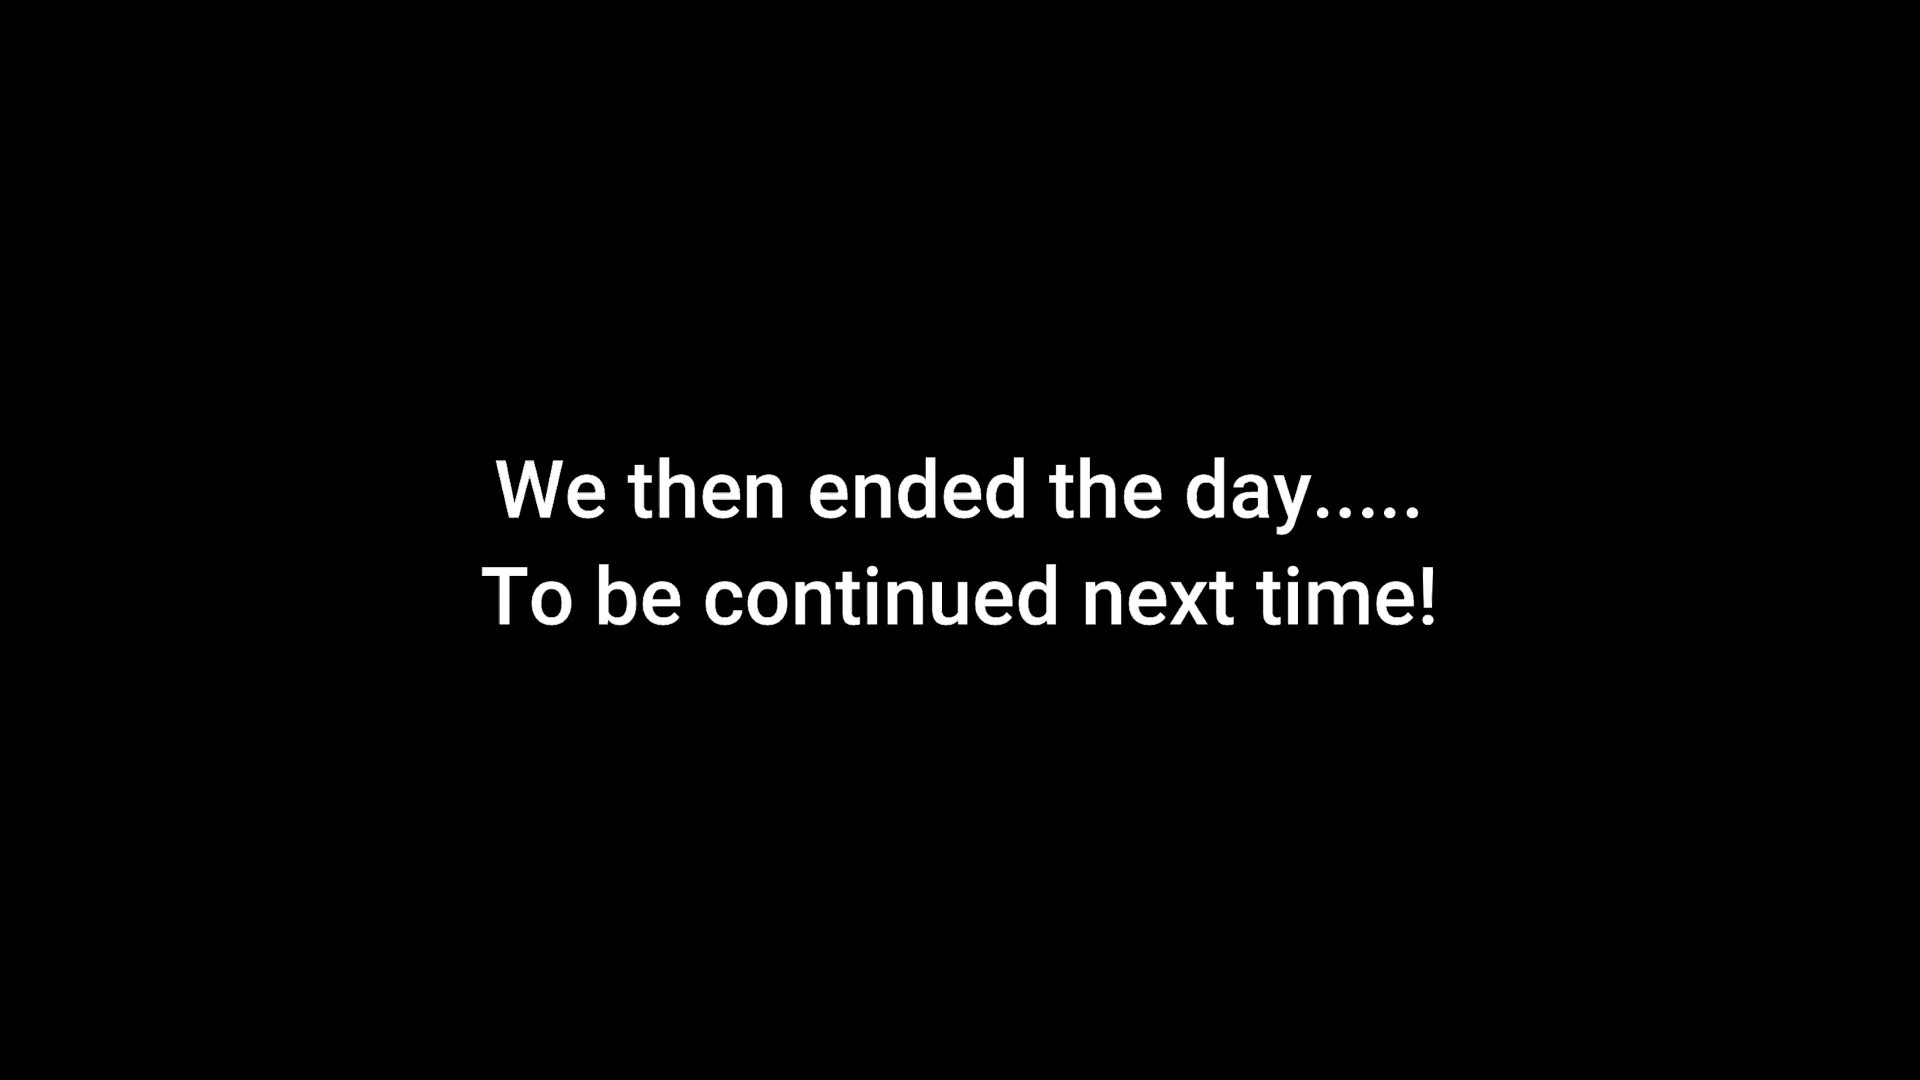 We then ended the day.....
To be continued next time!